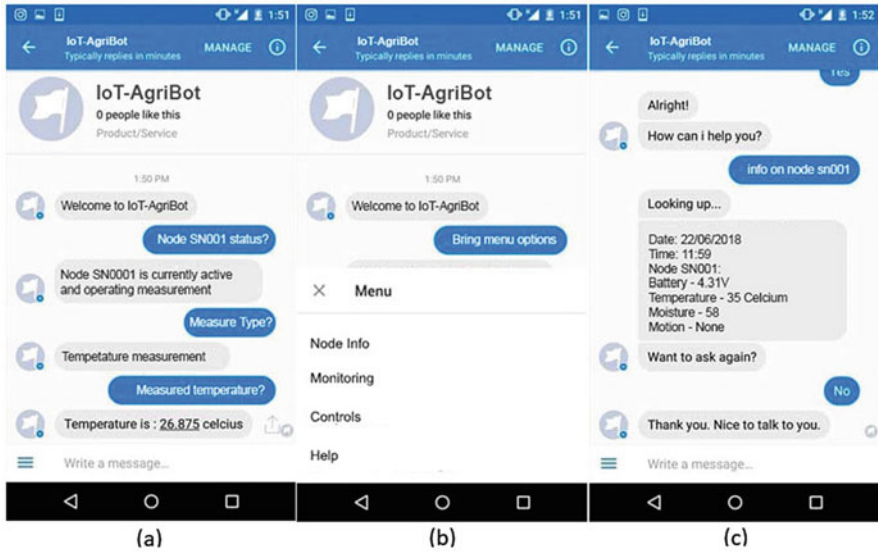 1:51
IoT-AgriBot
Typically replies in minutes
MANAGE
IoT-AgriBot
0 people like this
Product/Service
1:50 PM
Welcome to IoT-AgriBot
Node SN001 status?
Node SN0001 is currently active
and operating measurement
Measure Type?
Tempetature measurement
Measured temperature?
Temperature is : 26.875 celcius
Write a message...
(a)
1:51
IoT-AgriBot
Typically replies in minutes
MANAGE
IoT-AgriBot
0 people like this
Product/Service
1:50 PM
Welcome to IoT-AgriBot
Bring menu options
Menu
Node Info
Monitoring
Controls
Help
(b)
1:52
IoT-AgriBot
Typically replies in minutes
MANAGE
Yes
Alright!
How can i help you?
info on node sn001
Looking up...
Date: 22/06/2018
Time: 11:59
Node SN001:
Battery - 4.31V
Temperature - 35 Celcium
Moisture - 58
Motion - None
Want to ask again?
No
Thank you. Nice to talk to you.
Write a message...
(c)